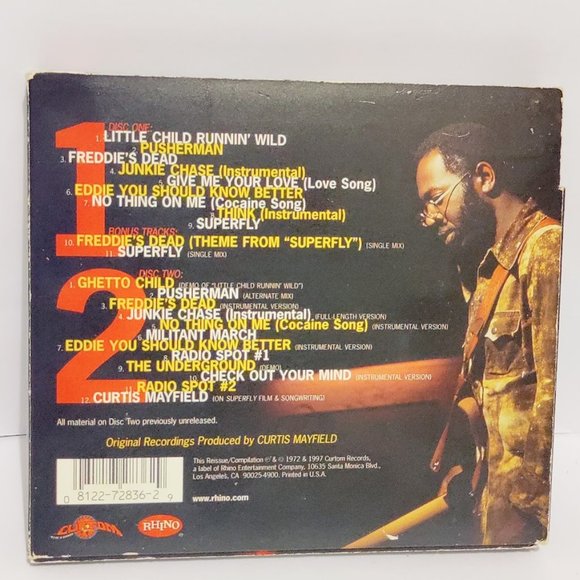 1
DISC ONE:
1. LITTLE CHILD RUNNIN' WILD
2. PUSHERMAN
3. FREDDIE'S DEAD
4. JUNKIE CHASE (Instrumental)
5. GIVE ME YOUR LOVE (Love Song)
6. EDDIE YOU SHOULD KNOW BETTER
7. NO THING ON ME (Cocaine Song)
8. THINK (Instrumental)
9. SUPERFLY
BONUS TRACKS:
10. FREDDIE'S DEAD (THEME FROM "SUPERFLY") (SINGLE MIX)
11. SUPERFLY (SINGLE MIX)
2
DISC TWO:
1. GHETTO CHILD (DEMO OF "LITTLE CHILD RUNNIN' WILD")
2. PUSHERMAN (ALTERNATE MIX)
3. FREDDIE'S DEAD (INSTRUMENTAL VERSION)
4. JUNKIE CHASE (Instrumental) (FULL-LENGTH VERSION)
5. NO THING ON ME (Cocaine Song) (INSTRUMENTAL VERSION)
6. MILITANT MARCH
7. EDDIE YOU SHOULD KNOW BETTER (INSTRUMENTAL VERSION)
8. RADIO SPOT #1
9. THE UNDERGROUND (DEMO)
10. CHECK OUT YOUR MIND (INSTRUMENTAL VERSION)
11. RADIO SPOT #2
12. CURTIS MAYFIELD (ON SUPERFLY FILM & SONGWRITING)
All material on Disc Two previously unreleased.
Original Recordings Produced by CURTIS MAYFIELD
This Reissue/Compilation ℗ & © 1972 & 1997 Curtom Records,
a label of Rhino Entertainment Company, 10635 Santa Monica Blvd.,
Los Angeles, CA 90025-4900. Printed in U.S.A.
www.rhino.com
0 8122-72836-2 9
CURTOM
RHINO